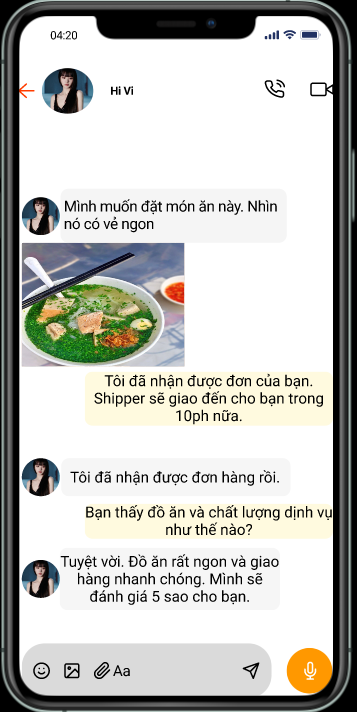 04:20
Hi Vi
Mình muốn đặt món ăn này. Nhìn
nó có vẻ ngon
Tôi đã nhận được đơn của bạn.
Shipper sẽ giao đến cho bạn trong
10ph nữa.
Tôi đã nhận được đơn hàng rồi.
Bạn thấy đồ ăn và chất lượng dịnh vụ
như thế nào?
Tuyệt vời. Đồ ăn rất ngon và giao
hàng nhanh chóng. Mình sẽ
đánh giá 5 sao cho bạn.
Aa